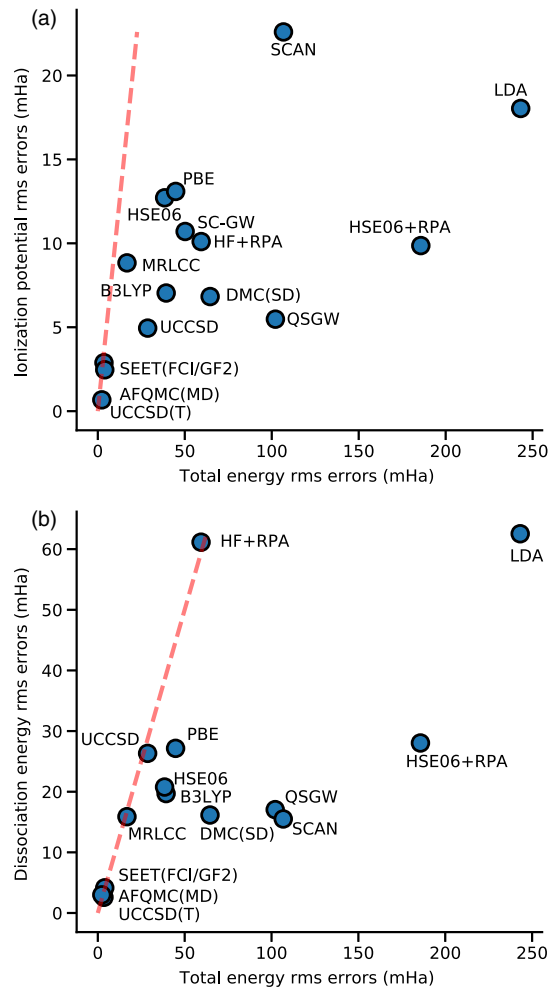 (a)
SCAN
LDA
PBE
HSE06
SC-GW
HF+RPA
HSE06+RPA
MRLCC
B3LYP
DMC(SD)
UCCSD
QSGW
SEET(FCI/GF2)
AFQMC(MD)
UCCSD(T)
20
15
10
5
0
Ionization potential rms errors (mHa)
0 50 100 150 200 250
Total energy rms errors (mHa)
(b)
HF+RPA
LDA
UCCSD
PBE
HSE06+RPA
HSE06
B3LYP
QSGW
MRLCC
DMC(SD)
SCAN
SEET(FCI/GF2)
AFQMC(MD)
UCCSD(T)
60
50
40
30
20
10
0
Dissociation energy rms errors (mHa)
0 50 100 150 200 250
Total energy rms errors (mHa)